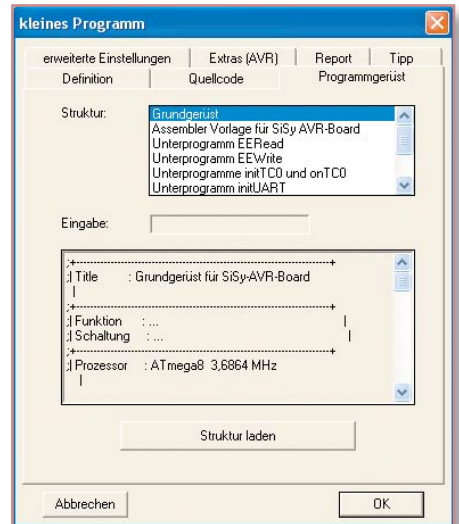 kleines Programm
erweiterte Einstellungen Extras (AVR) Report Tipp
Definition Quellcode Programmgerüst
Struktur:
Grundgerüst
Assembler Vorlage für SiSy AVR-Board
Unterprogramm EERead
Unterprogramm EEWrite
Unterprogramme initTC0 und onTC0
Unterprogramm initUART
Eingabe:
;+----------------------------------------------------+
;| Title : Grundgerüst für SiSy-AVR-Board
|
;+----------------------------------------------------+
;| Funktion : ... |
;| Schaltung : ... |
;+----------------------------------------------------+
;| Prozessor : ATmega8 3,6864 MHz
|
Struktur laden
Abbrechen OK